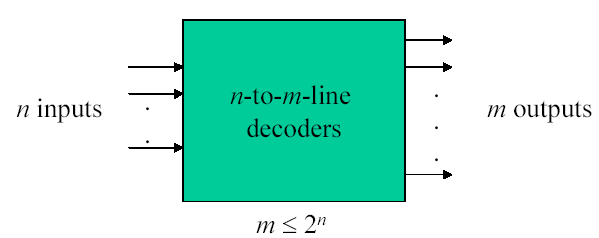 n inputs
n-to-m-line
decoders
m outputs
m ≤ 2ⁿ